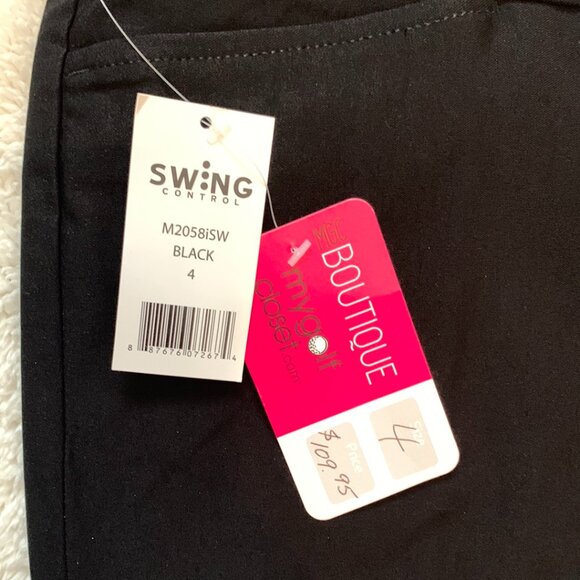 SWING
CONTROL
M2058iSW
BLACK
4
8 87676 07267 4
MGC
BOUTIQUE
mygolf
closet.com
Size
4
Price
$109.95